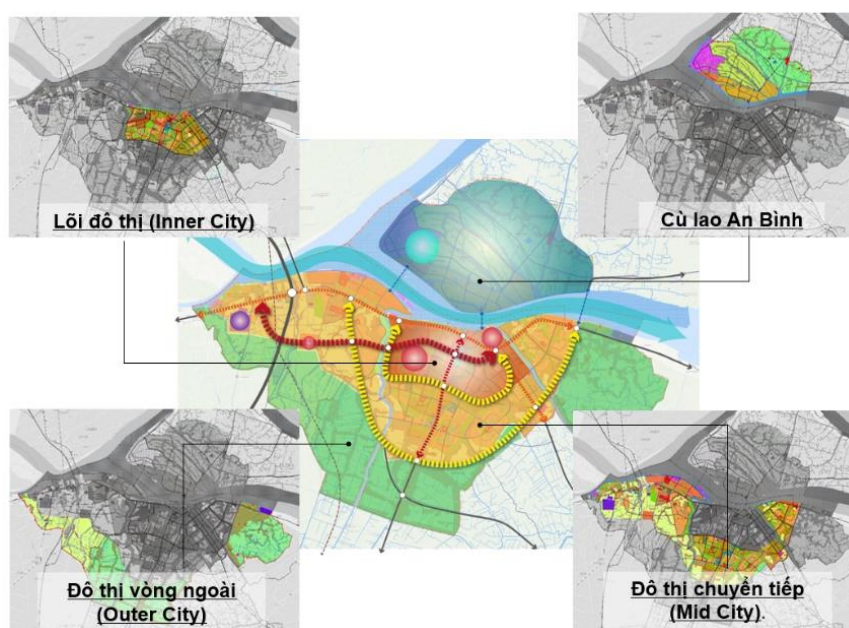 Lõi đô thị (Inner City)
Cù lao An Bình
Đô thị vòng ngoài
(Outer City)
Đô thị chuyển tiếp
(Mid City).